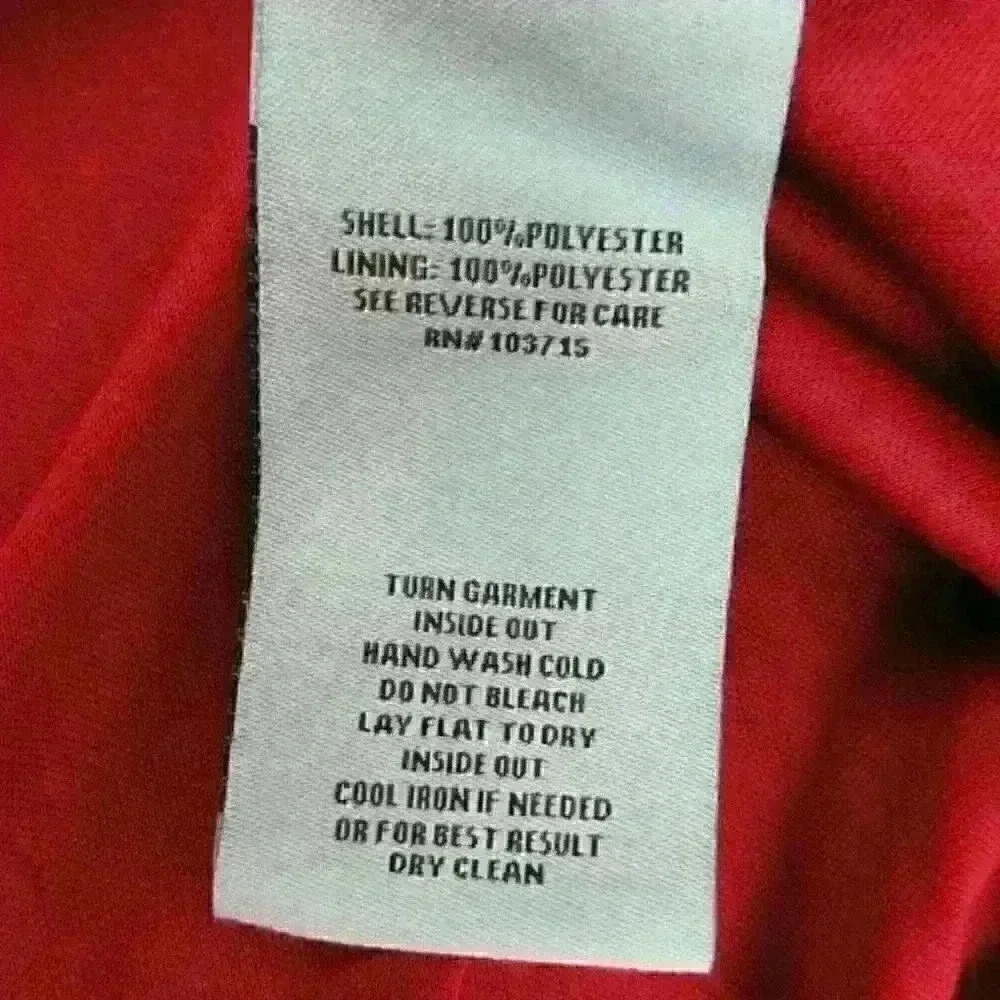 SHELL: 100%POLYESTER
LINING: 100%POLYESTER
SEE REVERSE FOR CARE
RN# 103715
TURN GARMENT
INSIDE OUT
HAND WASH COLD
DO NOT BLEACH
LAY FLAT TO DRY
INSIDE OUT
COOL IRON IF NEEDED
OR FOR BEST RESULT
DRY CLEAN